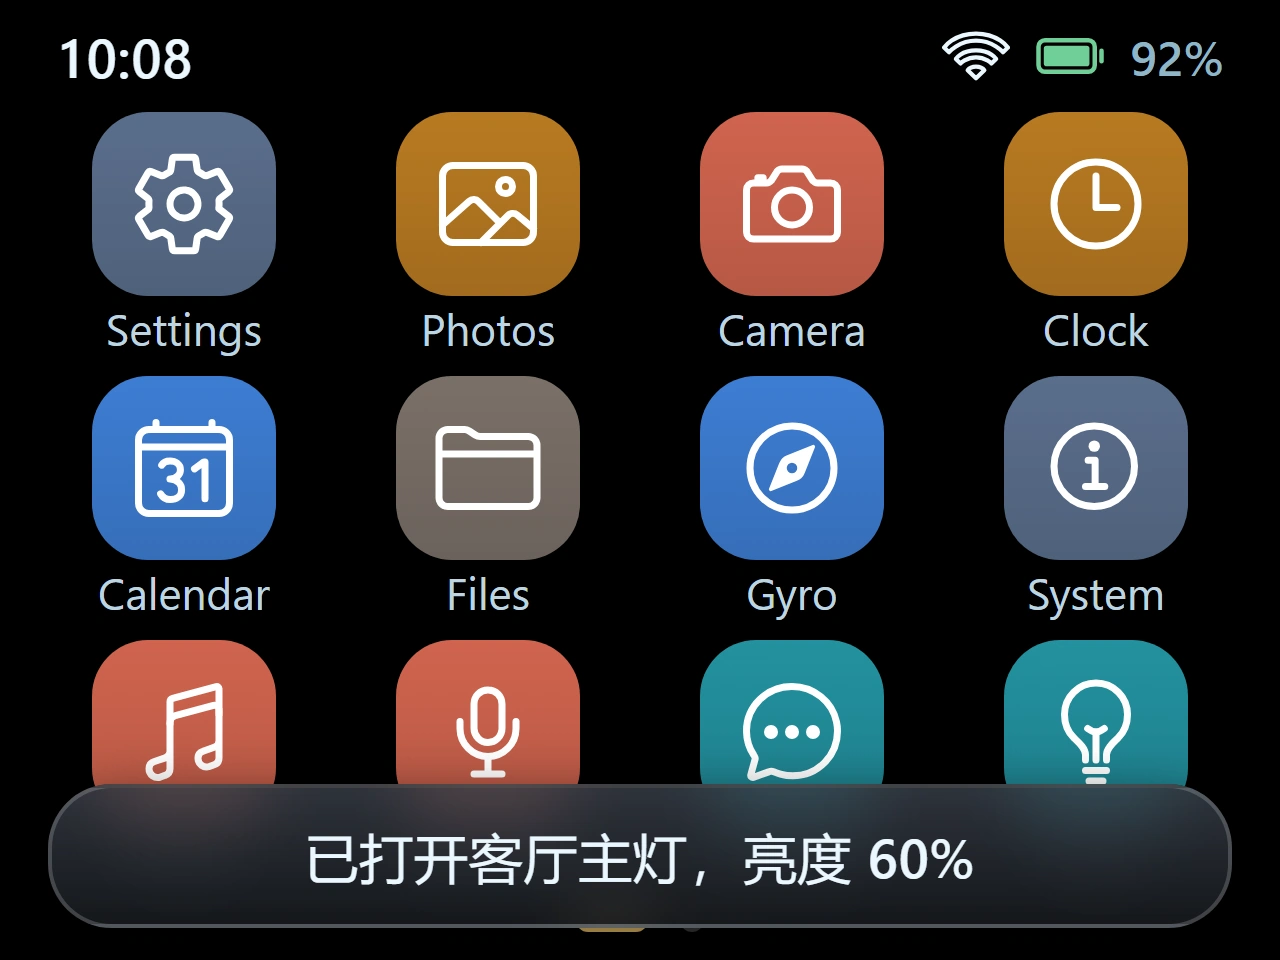 10:08 92%
Settings Photos Camera Clock
31
Calendar Files Gyro System
已打开客厅主灯，亮度 60%